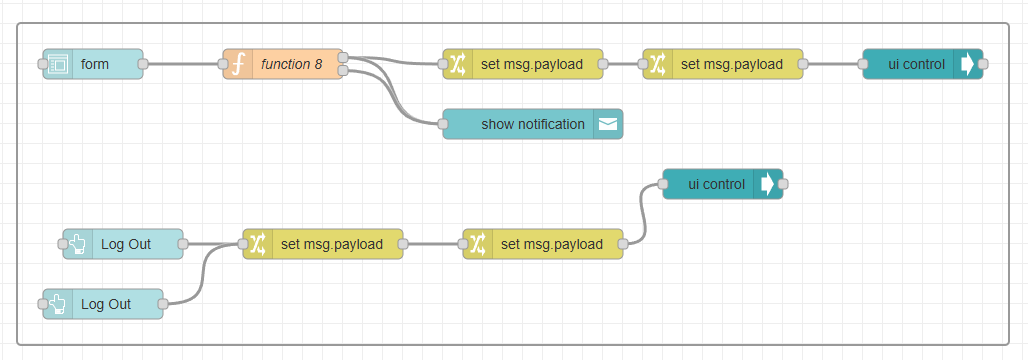 form
function 8
set msg.payload
set msg.payload
ui control
show notification
ui control
Log Out
set msg.payload
set msg.payload
Log Out